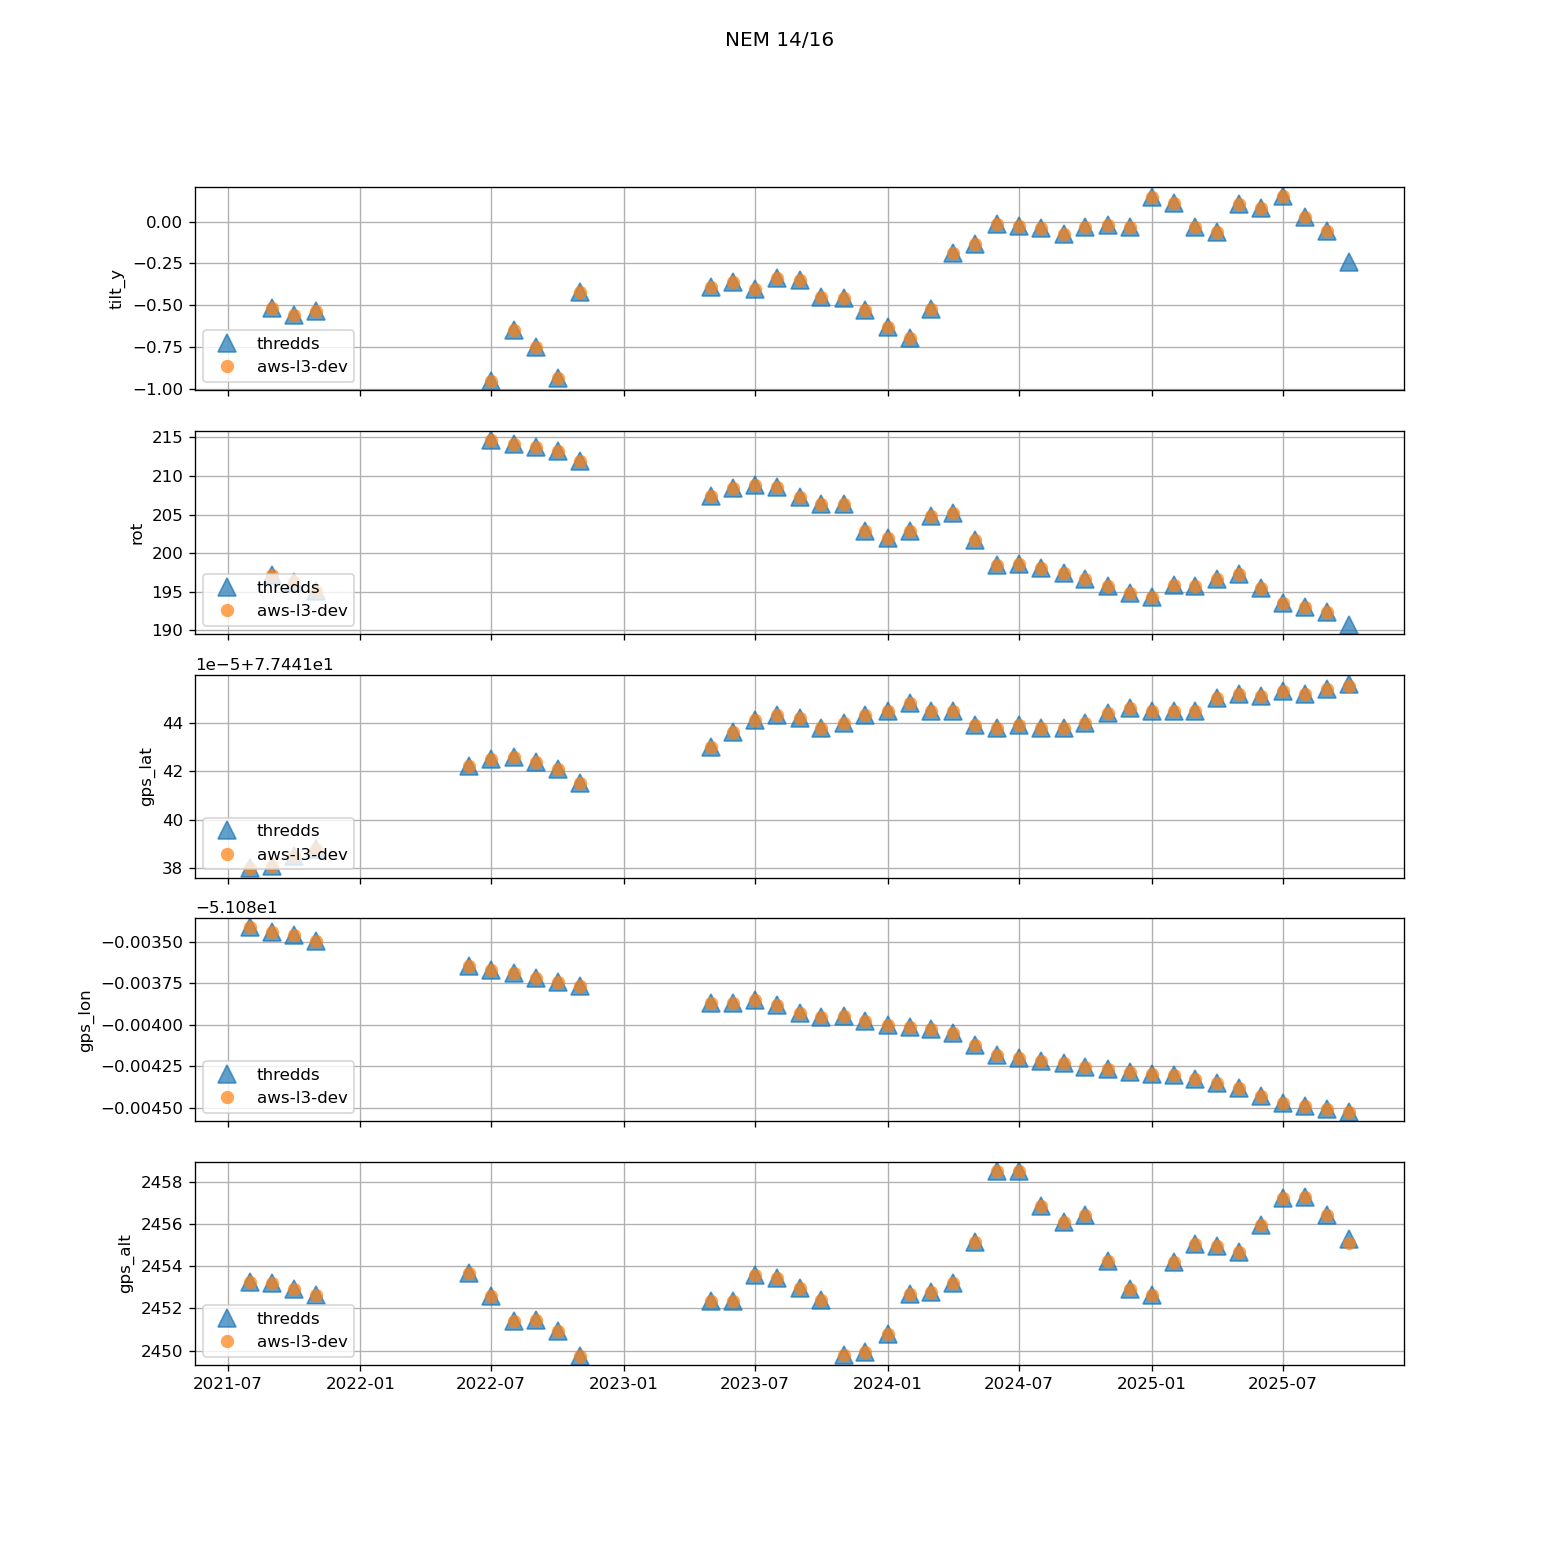 NEM 14/16
0.00
−0.25
−0.50
−0.75
−1.00
tilt_y
thredds
aws-l3-dev
215
210
205
200
195
190
rot
thredds
aws-l3-dev
1e−5+7.7441e1
44
42
40
38
gps_lat
thredds
aws-l3-dev
−5.108e1
−0.00350
−0.00375
−0.00400
−0.00425
−0.00450
gps_lon
thredds
aws-l3-dev
2458
2456
2454
2452
2450
gps_alt
thredds
aws-l3-dev
2021-07 2022-01 2022-07 2023-01 2023-07 2024-01 2024-07 2025-01 2025-07